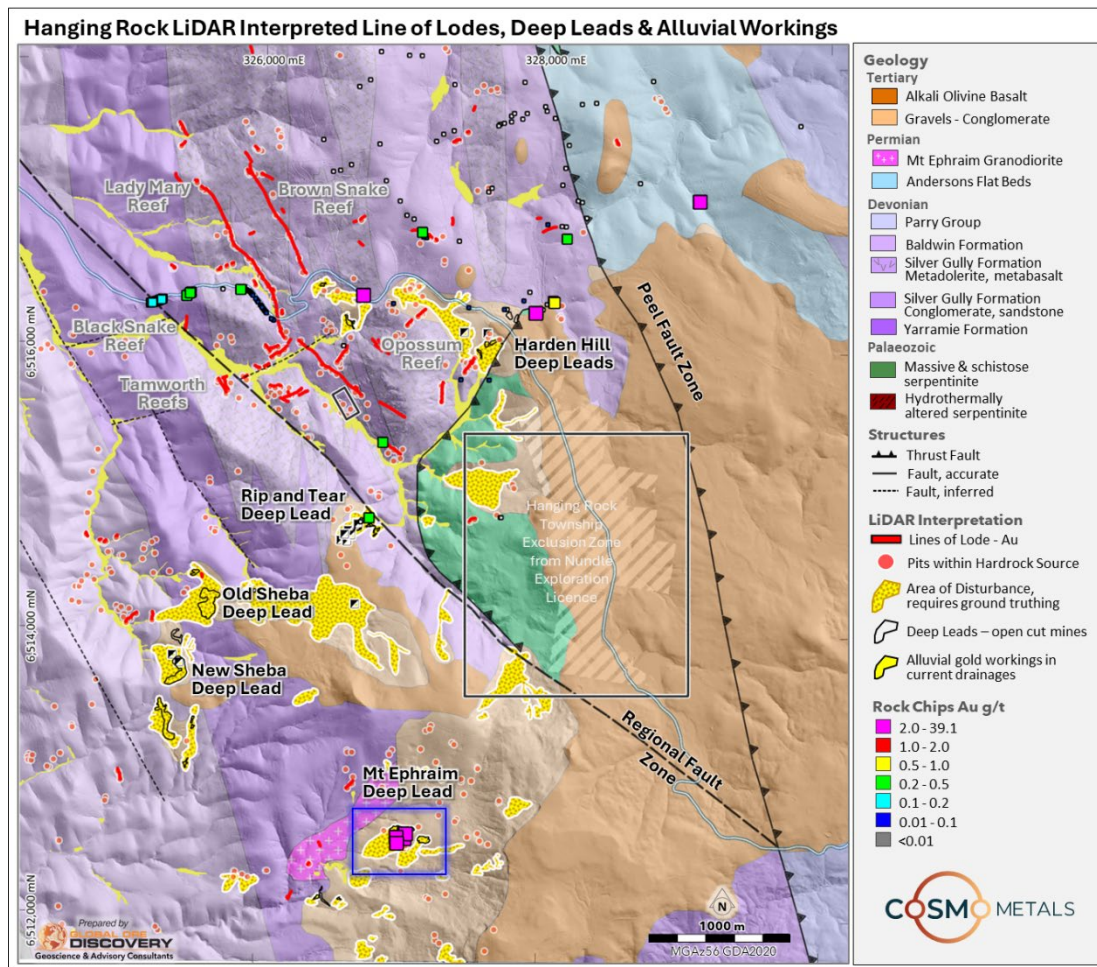 Hanging Rock LiDAR Interpreted Line of Lodes, Deep Leads & Alluvial Workings
326,000 mE
328,000 mE
6,516,000 mN
6,514,000 mN
6,512,000 mN
Lady Mary
Reef
Brown Snake
Reef
Black Snake
Reef
Tamworth
Reefs
Opossum
Reef
Harden Hill
Deep Leads
Peel Fault Zone
Rip and Tear
Deep Lead
Hanging Rock
Township
Exclusion Zone
from Nundle
Exploration
Licence
Old Sheba
Deep Lead
New Sheba
Deep Lead
Regional Fault
Zone
Mt Ephraim
Deep Lead
N
1000 m
MGAz56 GDA2020
Prepared by
GLOBAL ORE
DISCOVERY
Geoscience & Advisory Consultants
Geology
Tertiary
Alkali Olivine Basalt
Gravels - Conglomerate
Permian
Mt Ephraim Granodiorite
Andersons Flat Beds
Devonian
Parry Group
Baldwin Formation
Silver Gully Formation
Metadolerite, metabasalt
Silver Gully Formation
Conglomerate, sandstone
Yarramie Formation
Palaeozoic
Massive & schistose
serpentinite
Hydrothermally
altered serpentinite
Structures
Thrust Fault
Fault, accurate
Fault, inferred
LiDAR Interpretation
Lines of Lode - Au
Pits within Hardrock Source
Area of Disturbance,
requires ground truthing
Deep Leads – open cut mines
Alluvial gold workings in
current drainages
Rock Chips Au g/t
2.0 - 39.1
1.0 - 2.0
0.5 - 1.0
0.2 - 0.5
0.1 - 0.2
0.01 - 0.1
<0.01
COSMO METALS